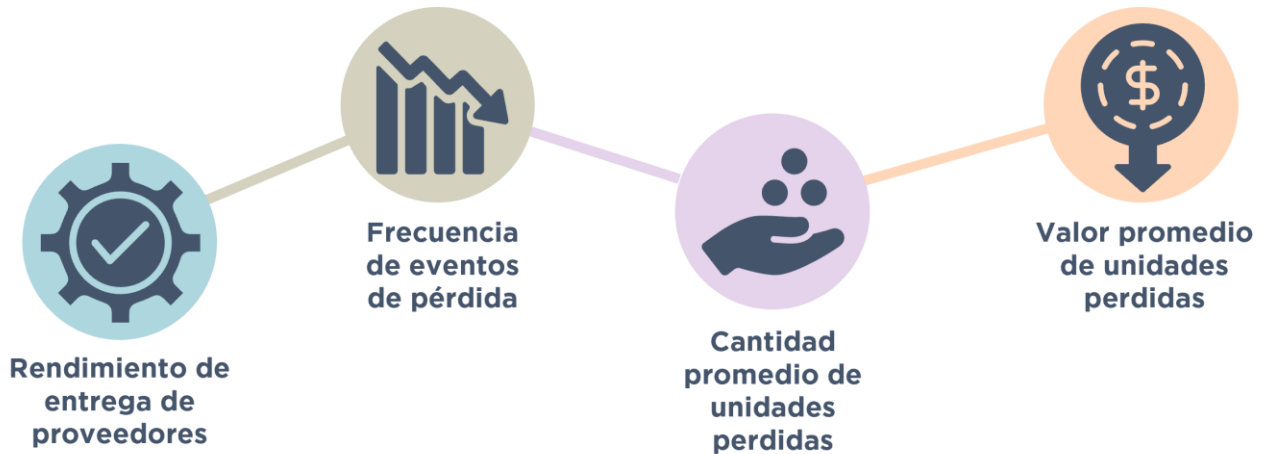 Rendimiento de
entrega de
proveedores
Frecuencia
de eventos
de pérdida
Cantidad
promedio de
unidades
perdidas
$
Valor promedio
de unidades
perdidas